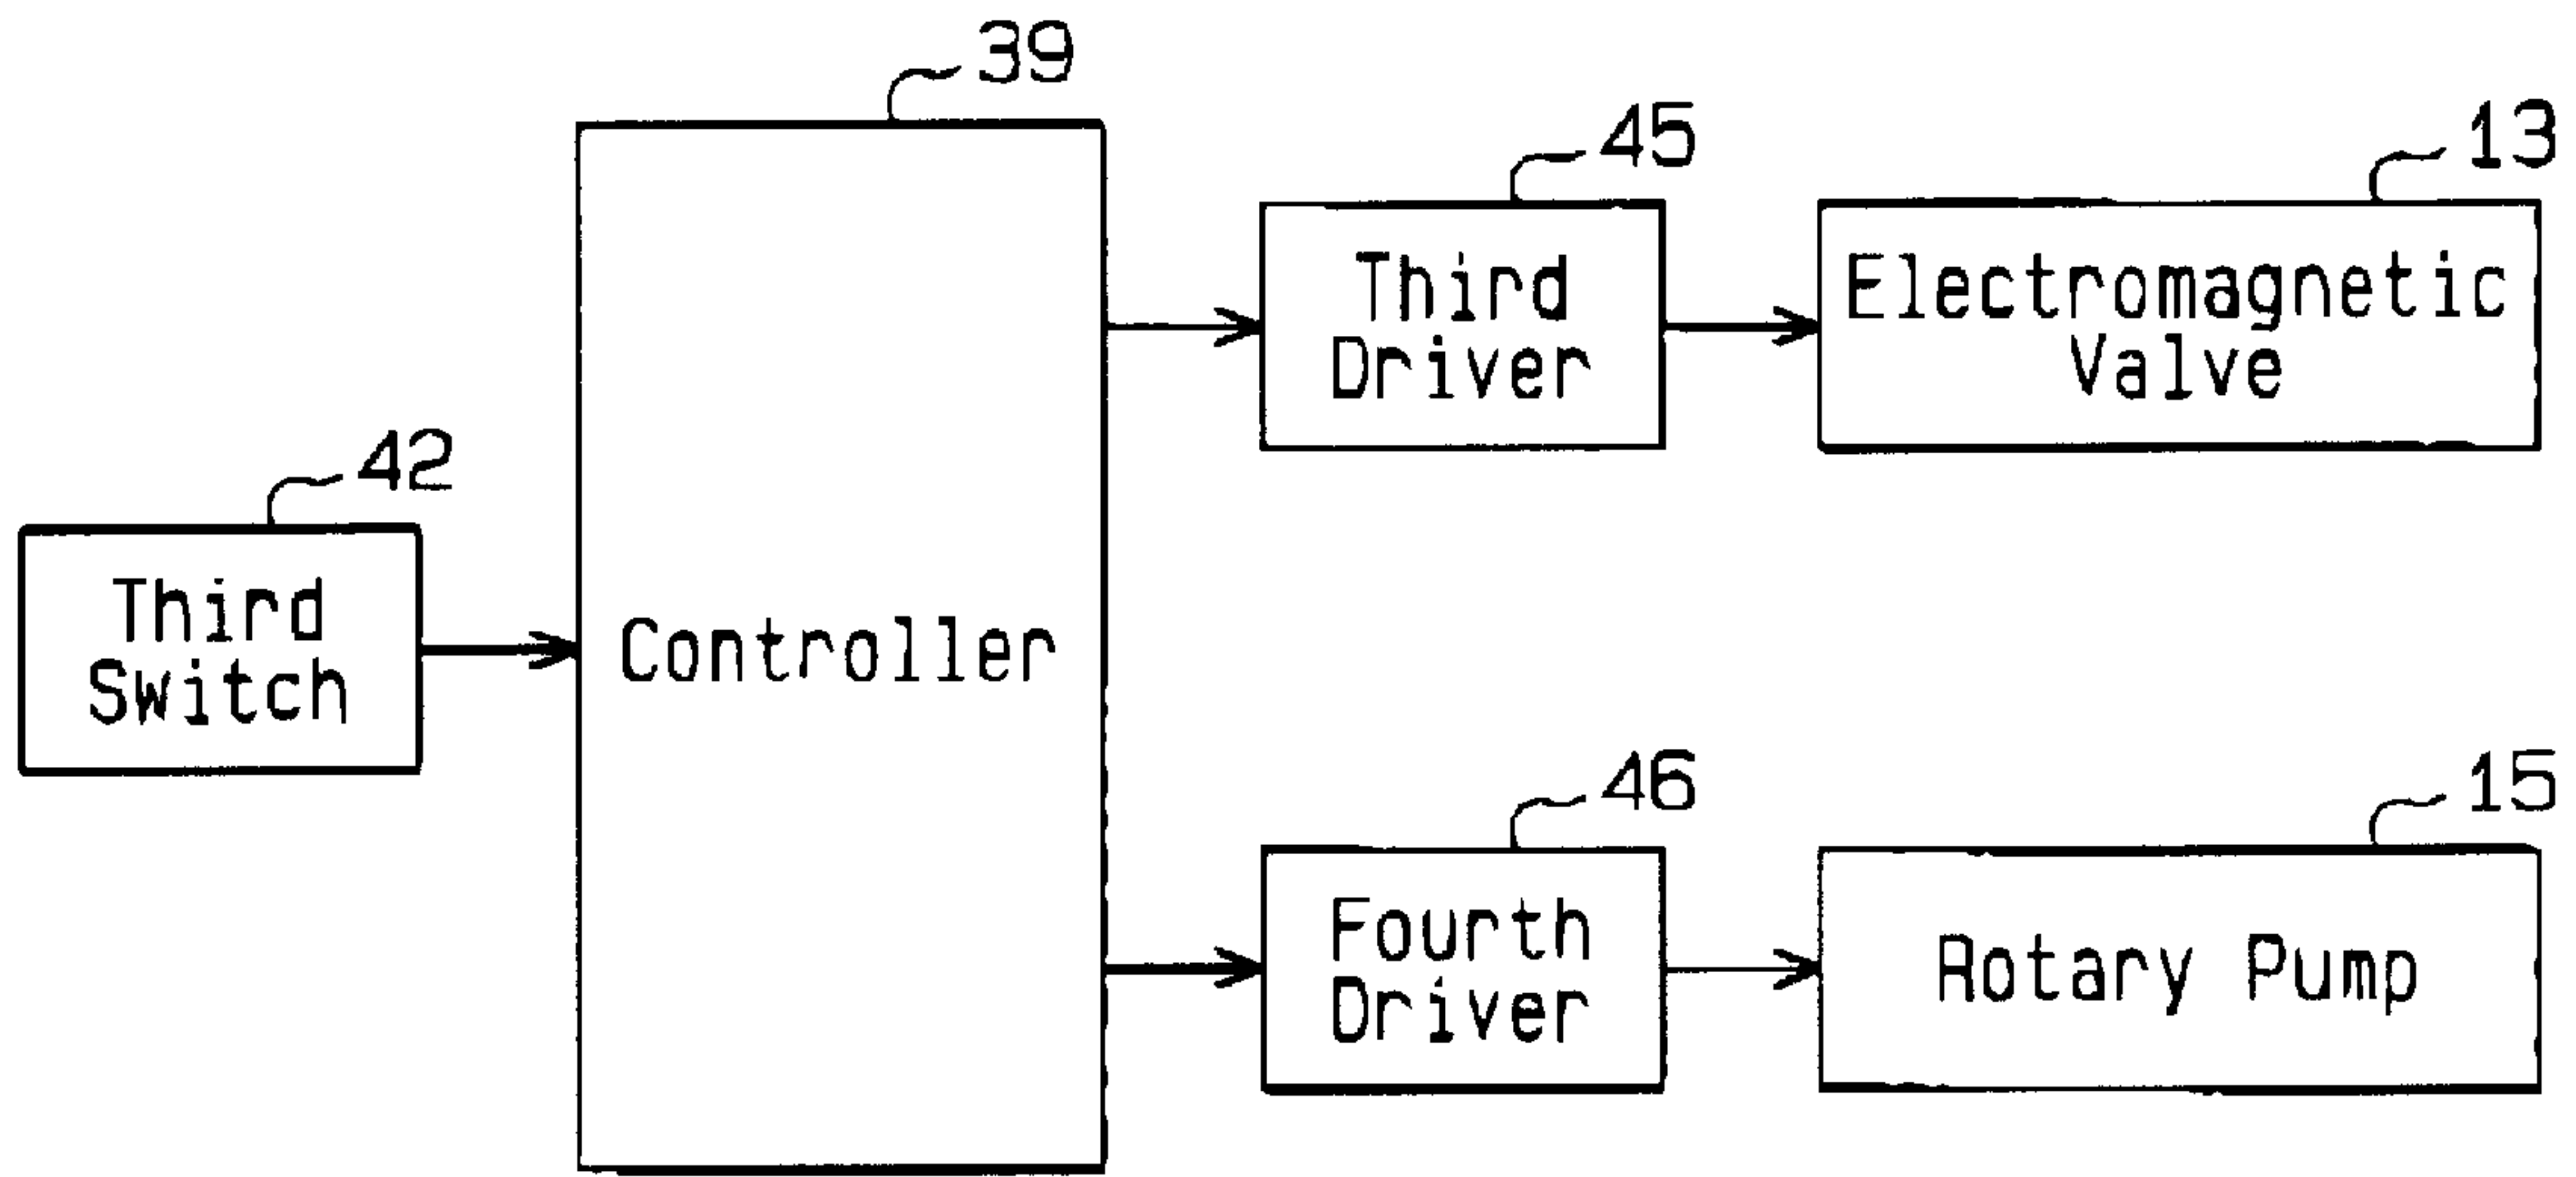 39
45
13
Third
Driver
Electromagnetic
Valve
42
Third
Switch
Controller
46
15
Fourth
Driver
Rotary Pump